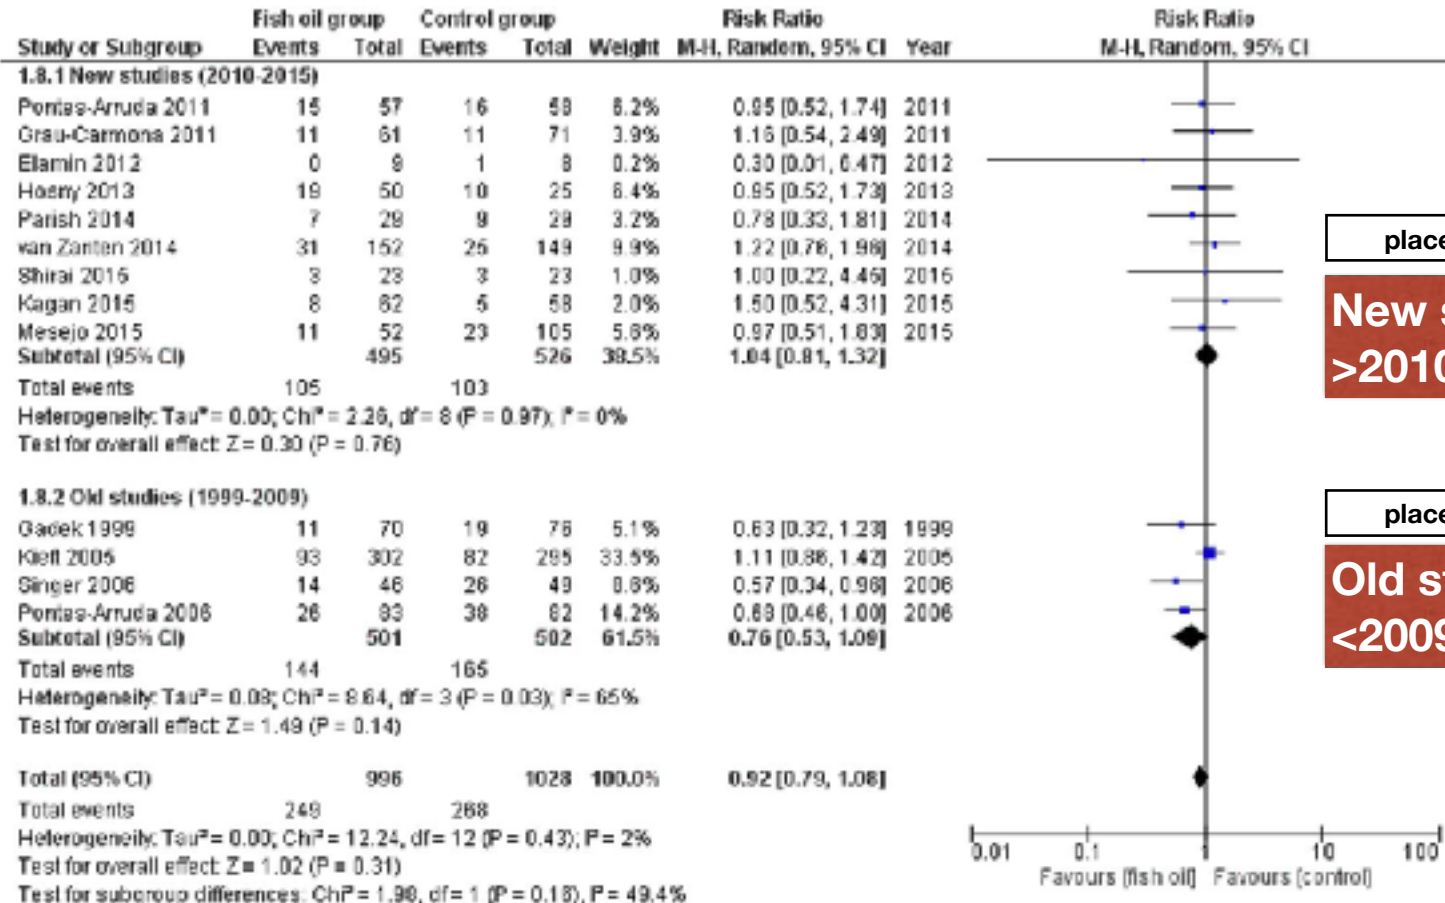 Fish oil group Control group Risk Ratio Risk Ratio
Study or Subgroup Events Total Events Total Weight M-H, Random, 95% CI Year M-H, Random, 95% CI
1.8.1 New studies (2010-2015)
Pontes-Arruda 2011 15 57 16 58 6.2% 0.95 [0.52, 1.74] 2011
Grau-Carmona 2011 11 61 11 71 3.9% 1.16 [0.54, 2.49] 2011
Elamin 2012 0 9 1 8 0.2% 0.30 [0.01, 6.47] 2012
Hosny 2013 19 50 10 25 6.4% 0.95 [0.52, 1.73] 2013
Parish 2014 7 29 9 29 3.2% 0.78 [0.33, 1.81] 2014
van Zanten 2014 31 152 25 149 9.9% 1.22 [0.76, 1.96] 2014
Shirai 2015 3 23 3 23 1.0% 1.00 [0.22, 4.46] 2015
Kagan 2015 8 62 5 58 2.0% 1.50 [0.52, 4.31] 2015
Mesejo 2015 11 52 23 105 5.6% 0.97 [0.51, 1.83] 2015
Subtotal (95% CI) 495 526 38.5% 1.04 [0.81, 1.32]
Total events 105 103
Heterogeneity: Tau² = 0.00; Chi² = 2.26, df = 8 (P = 0.97); I² = 0%
Test for overall effect: Z = 0.30 (P = 0.76)
place
New s
>2010
1.8.2 Old studies (1999-2009)
Gadek 1999 11 70 19 76 5.1% 0.63 [0.32, 1.23] 1999
Kieft 2005 93 302 82 295 33.5% 1.11 [0.86, 1.42] 2005
Singer 2006 14 46 26 49 8.6% 0.57 [0.34, 0.96] 2006
Pontes-Arruda 2006 26 83 38 82 14.2% 0.68 [0.46, 1.00] 2006
Subtotal (95% CI) 501 502 61.5% 0.76 [0.53, 1.09]
Total events 144 165
Heterogeneity: Tau² = 0.08; Chi² = 8.64, df = 3 (P = 0.03); I² = 65%
Test for overall effect: Z = 1.49 (P = 0.14)
place
Old st
<2009
Total (95% CI) 996 1028 100.0% 0.92 [0.79, 1.08]
Total events 249 268
Heterogeneity: Tau² = 0.00; Chi² = 12.24, df = 12 (P = 0.43); I² = 2%
Test for overall effect: Z = 1.02 (P = 0.31)
Test for subgroup differences: Chi² = 1.98, df = 1 (P = 0.16), I² = 49.4%
0.01 0.1 1 10 100
Favours [fish oil] Favours [control]